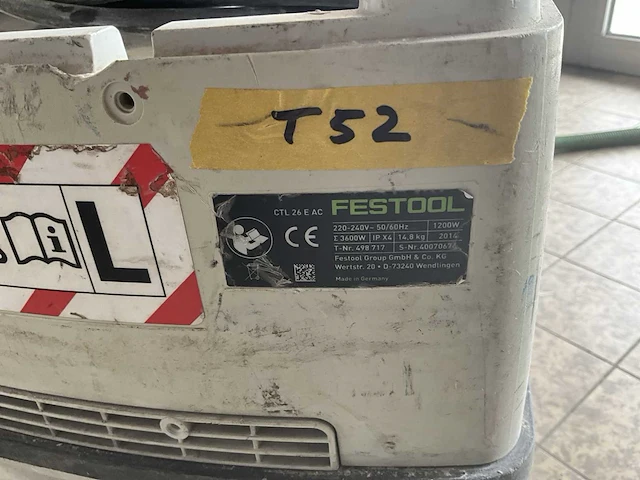 T52
CTL 26 E AC FESTOOL
220-240V~ 50/60Hz 1200W
Σ 3600W IP X4 14,8 kg 2014
T-Nr. 498 717
Festool Group GmbH & Co. KG
Wertstr. 20 • D-73240 Wendlingen
Made in Germany
CE
L